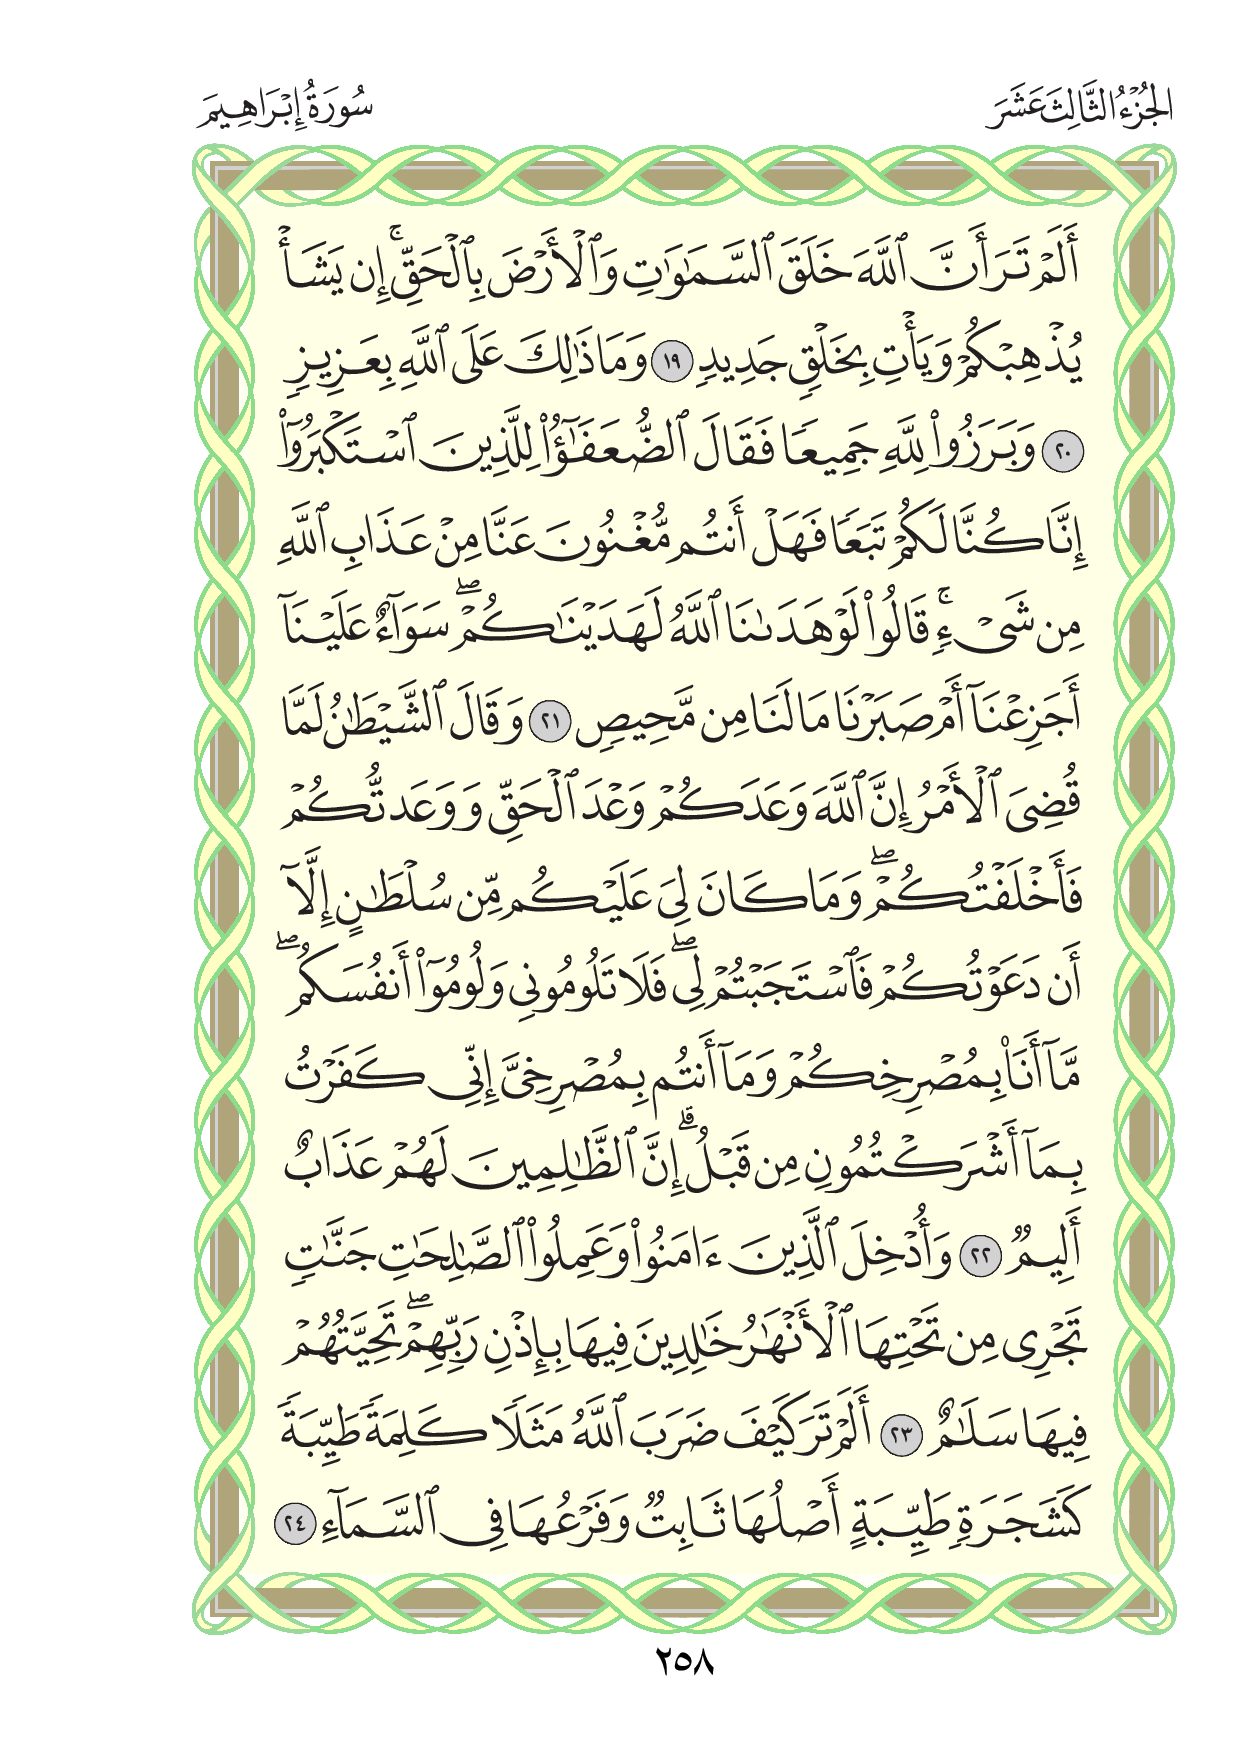 الجُزْءُ الثَّالِثَ عَشَرَ
سُورَةُ إِبْرَاهِيمَ
أَلَمْ تَرَ أَنَّ ٱللَّهَ خَلَقَ ٱلسَّمَـٰوَٰتِ وَٱلْأَرْضَ بِٱلْحَقِّ ۚ إِن يَشَأْ
يُذْهِبْكُمْ وَيَأْتِ بِخَلْقٍ جَدِيدٍ ١٩ وَمَا ذَٰلِكَ عَلَى ٱللَّهِ بِعَزِيزٍ
٢٠ وَبَرَزُوا۟ لِلَّهِ جَمِيعًا فَقَالَ ٱلضُّعَفَـٰٓؤُا۟ لِلَّذِينَ ٱسْتَكْبَرُوٓا۟
إِنَّا كُنَّا لَكُمْ تَبَعًا فَهَلْ أَنتُم مُّغْنُونَ عَنَّا مِنْ عَذَابِ ٱللَّهِ
مِن شَىْءٍ ۚ قَالُوا۟ لَوْ هَدَىٰنَا ٱللَّهُ لَهَدَيْنَـٰكُمْ ۖ سَوَآءٌ عَلَيْنَآ
أَجَزِعْنَآ أَمْ صَبَرْنَا مَا لَنَا مِن مَّحِيصٍ ٢١ وَقَالَ ٱلشَّيْطَـٰنُ لَمَّا
قُضِىَ ٱلْأَمْرُ إِنَّ ٱللَّهَ وَعَدَكُمْ وَعْدَ ٱلْحَقِّ وَوَعَدتُّكُمْ
فَأَخْلَفْتُكُمْ ۖ وَمَا كَانَ لِىَ عَلَيْكُم مِّن سُلْطَـٰنٍ إِلَّآ
أَن دَعَوْتُكُمْ فَٱسْتَجَبْتُمْ لِى ۖ فَلَا تَلُومُونِى وَلُومُوٓا۟ أَنفُسَكُم ۖ
مَّآ أَنَا۠ بِمُصْرِخِكُمْ وَمَآ أَنتُم بِمُصْرِخِىَّ إِنِّى كَفَرْتُ
بِمَآ أَشْرَكْتُمُونِ مِن قَبْلُ ۗ إِنَّ ٱلظَّـٰلِمِينَ لَهُمْ عَذَابٌ
أَلِيمٌ ٢٢ وَأُدْخِلَ ٱلَّذِينَ ءَامَنُوا۟ وَعَمِلُوا۟ ٱلصَّـٰلِحَـٰتِ جَنَّـٰتٍ
تَجْرِى مِن تَحْتِهَا ٱلْأَنْهَـٰرُ خَـٰلِدِينَ فِيهَا بِإِذْنِ رَبِّهِمْ ۖ تَحِيَّتُهُمْ
فِيهَا سَلَـٰمٌ ٢٣ أَلَمْ تَرَ كَيْفَ ضَرَبَ ٱللَّهُ مَثَلًا كَلِمَةً طَيِّبَةً
كَشَجَرَةٍ طَيِّبَةٍ أَصْلُهَا ثَابِتٌ وَفَرْعُهَا فِى ٱلسَّمَآءِ ٢٤
٢٥٨